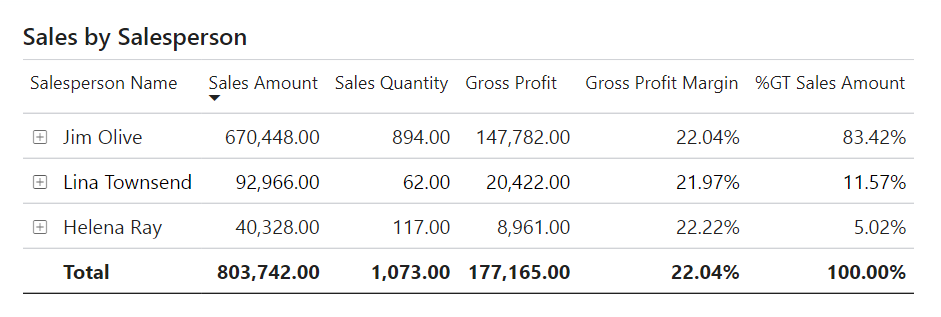 Sales by Salesperson
Salesperson Name Sales Amount Sales Quantity Gross Profit Gross Profit Margin %GT Sales Amount
Jim Olive 670,448.00 894.00 147,782.00 22.04% 83.42%
Lina Townsend 92,966.00 62.00 20,422.00 21.97% 11.57%
Helena Ray 40,328.00 117.00 8,961.00 22.22% 5.02%
Total 803,742.00 1,073.00 177,165.00 22.04% 100.00%